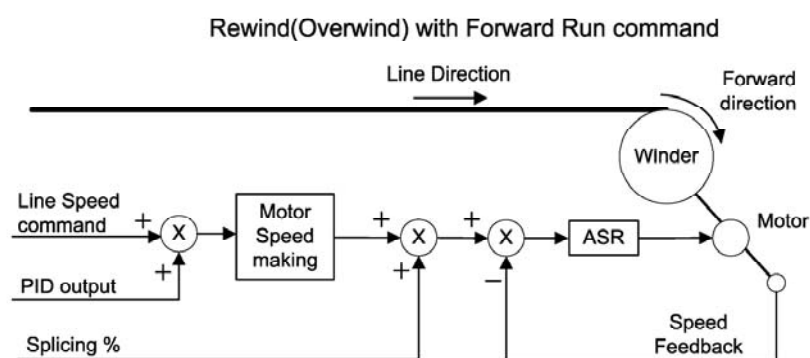 Rewind(Overwind) with Forward Run command
Line Direction
Forward
direction
Winder
Line Speed
command
+
X
+
Motor
Speed
making
+
X
+
+
X
−
ASR
Motor
PID output
Splicing %
Speed
Feedback